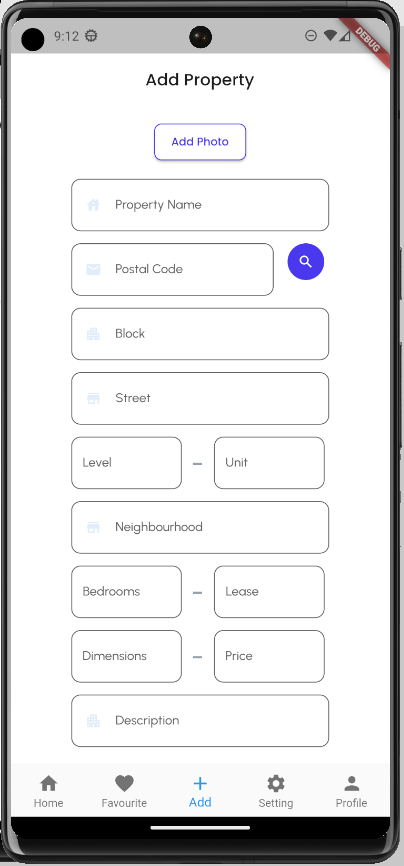 9:12
DEBUG
Add Property
Add Photo
Property Name
Postal Code
Block
Street
Level – Unit
Neighbourhood
Bedrooms – Lease
Dimensions – Price
Description
Home Favourite Add Setting Profile